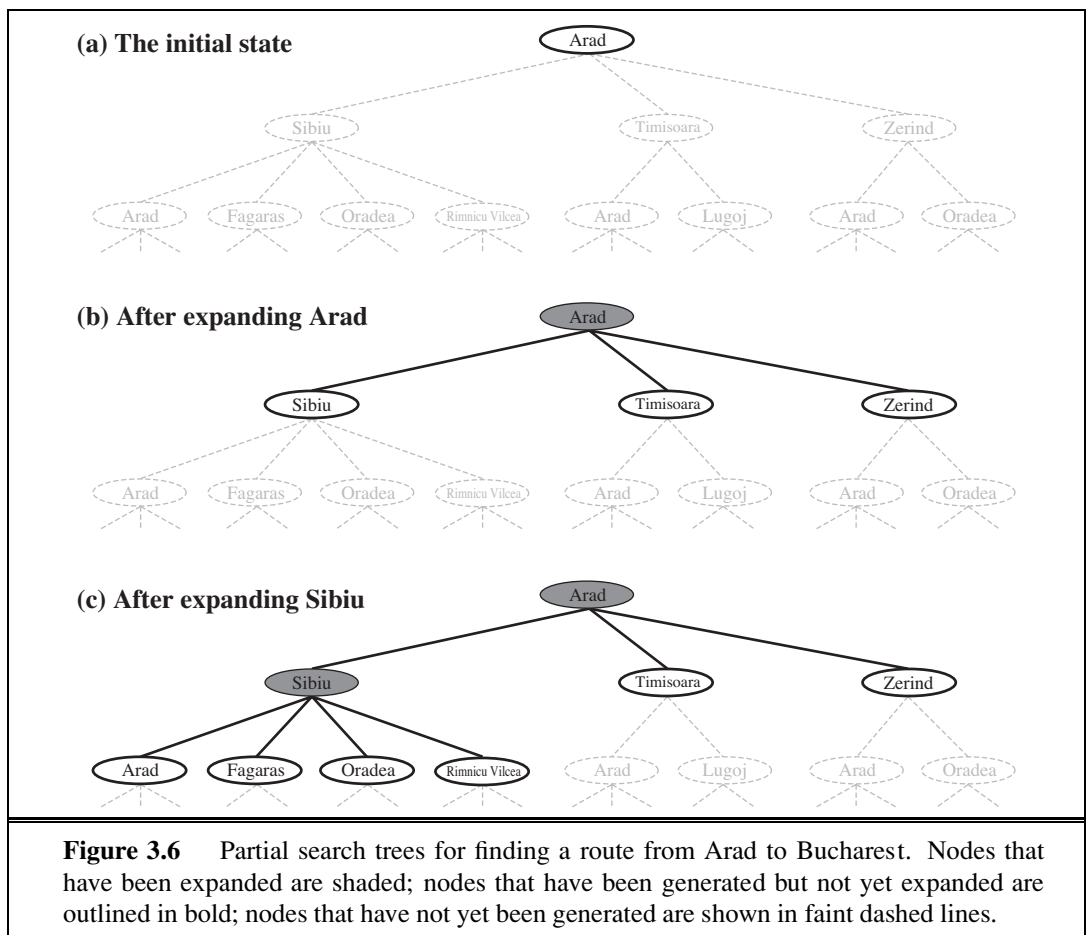 (a) The initial state
Arad
Sibiu Timisoara Zerind
Arad Fagaras Oradea Rimnicu Vilcea Arad Lugoj Arad Oradea
(b) After expanding Arad
Arad
Sibiu Timisoara Zerind
Arad Fagaras Oradea Rimnicu Vilcea Arad Lugoj Arad Oradea
(c) After expanding Sibiu
Arad
Sibiu Timisoara Zerind
Arad Fagaras Oradea Rimnicu Vilcea Arad Lugoj Arad Oradea
Figure 3.6 Partial search trees for finding a route from Arad to Bucharest. Nodes that
have been expanded are shaded; nodes that have been generated but not yet expanded are
outlined in bold; nodes that have not yet been generated are shown in faint dashed lines.